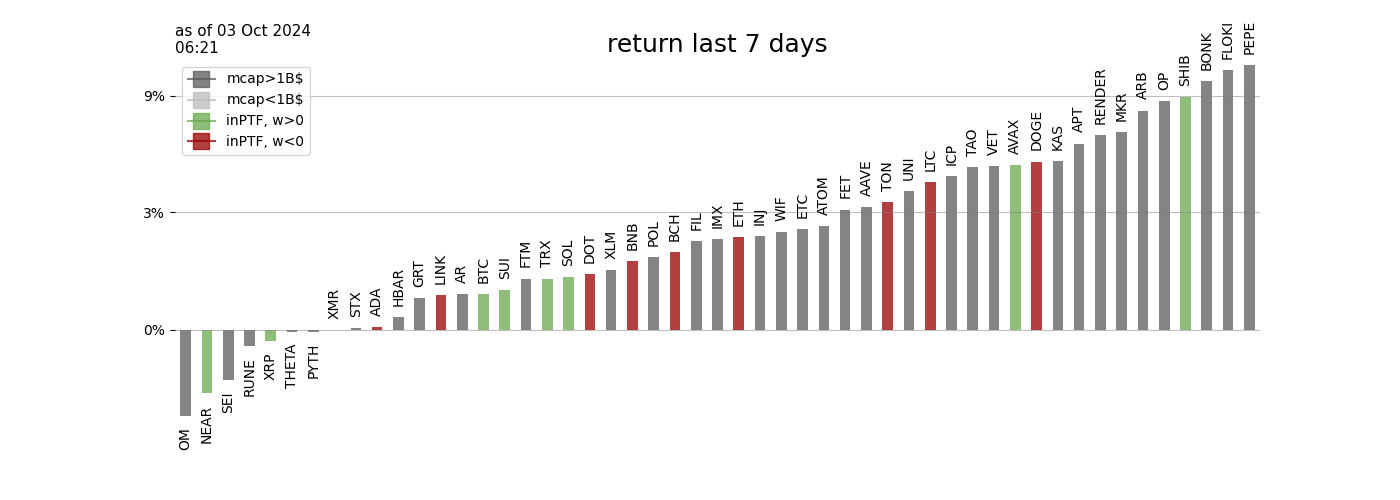 as of 03 Oct 2024
06:21
return last 7 days
mcap>1B$
mcap<1B$
inPTF, w>0
inPTF, w<0
9%
3%
0%
OM
NEAR
SEI
RUNE
XRP
THETA
PYTH
XMR
STX
ADA
HBAR
GRT
LINK
AR
BTC
SUI
FTM
TRX
SOL
DOT
XLM
BNB
POL
BCH
FIL
IMX
ETH
INJ
WIF
ETC
ATOM
FET
AAVE
TON
UNI
LTC
ICP
TAO
VET
AVAX
DOGE
KAS
APT
RENDER
MKR
ARB
OP
SHIB
BONK
FLOKI
PEPE